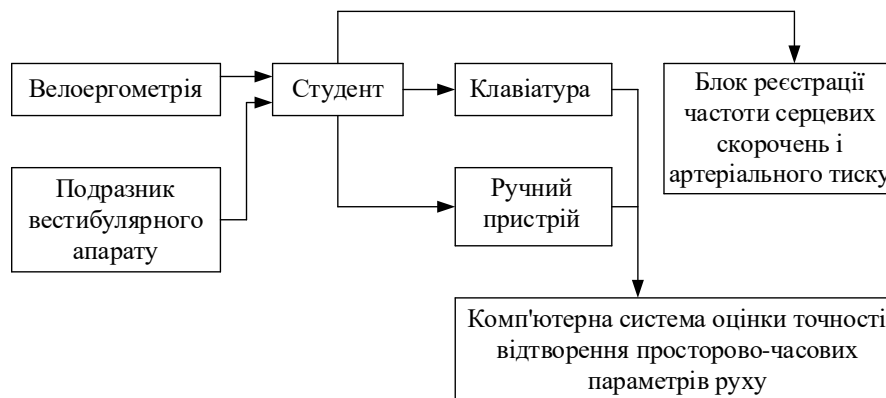 Велоергометрія
Студент
Клавіатура
Блок реєстрації
частоти серцевих
скорочень і
артеріального тиску
Подразник
вестибулярного
апарату
Ручний
пристрій
Комп'ютерна система оцінки точності
відтворення просторово-часових
параметрів руху